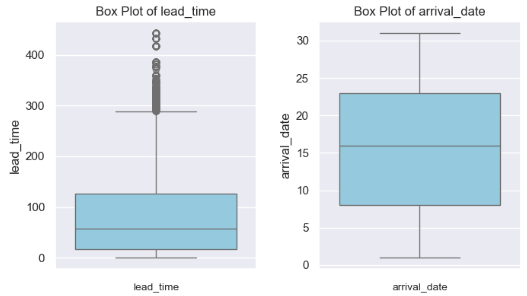 Box Plot of lead_time
400
300
200
100
0
lead_time
lead_time
Box Plot of arrival_date
30
25
20
15
10
5
0
arrival_date
arrival_date